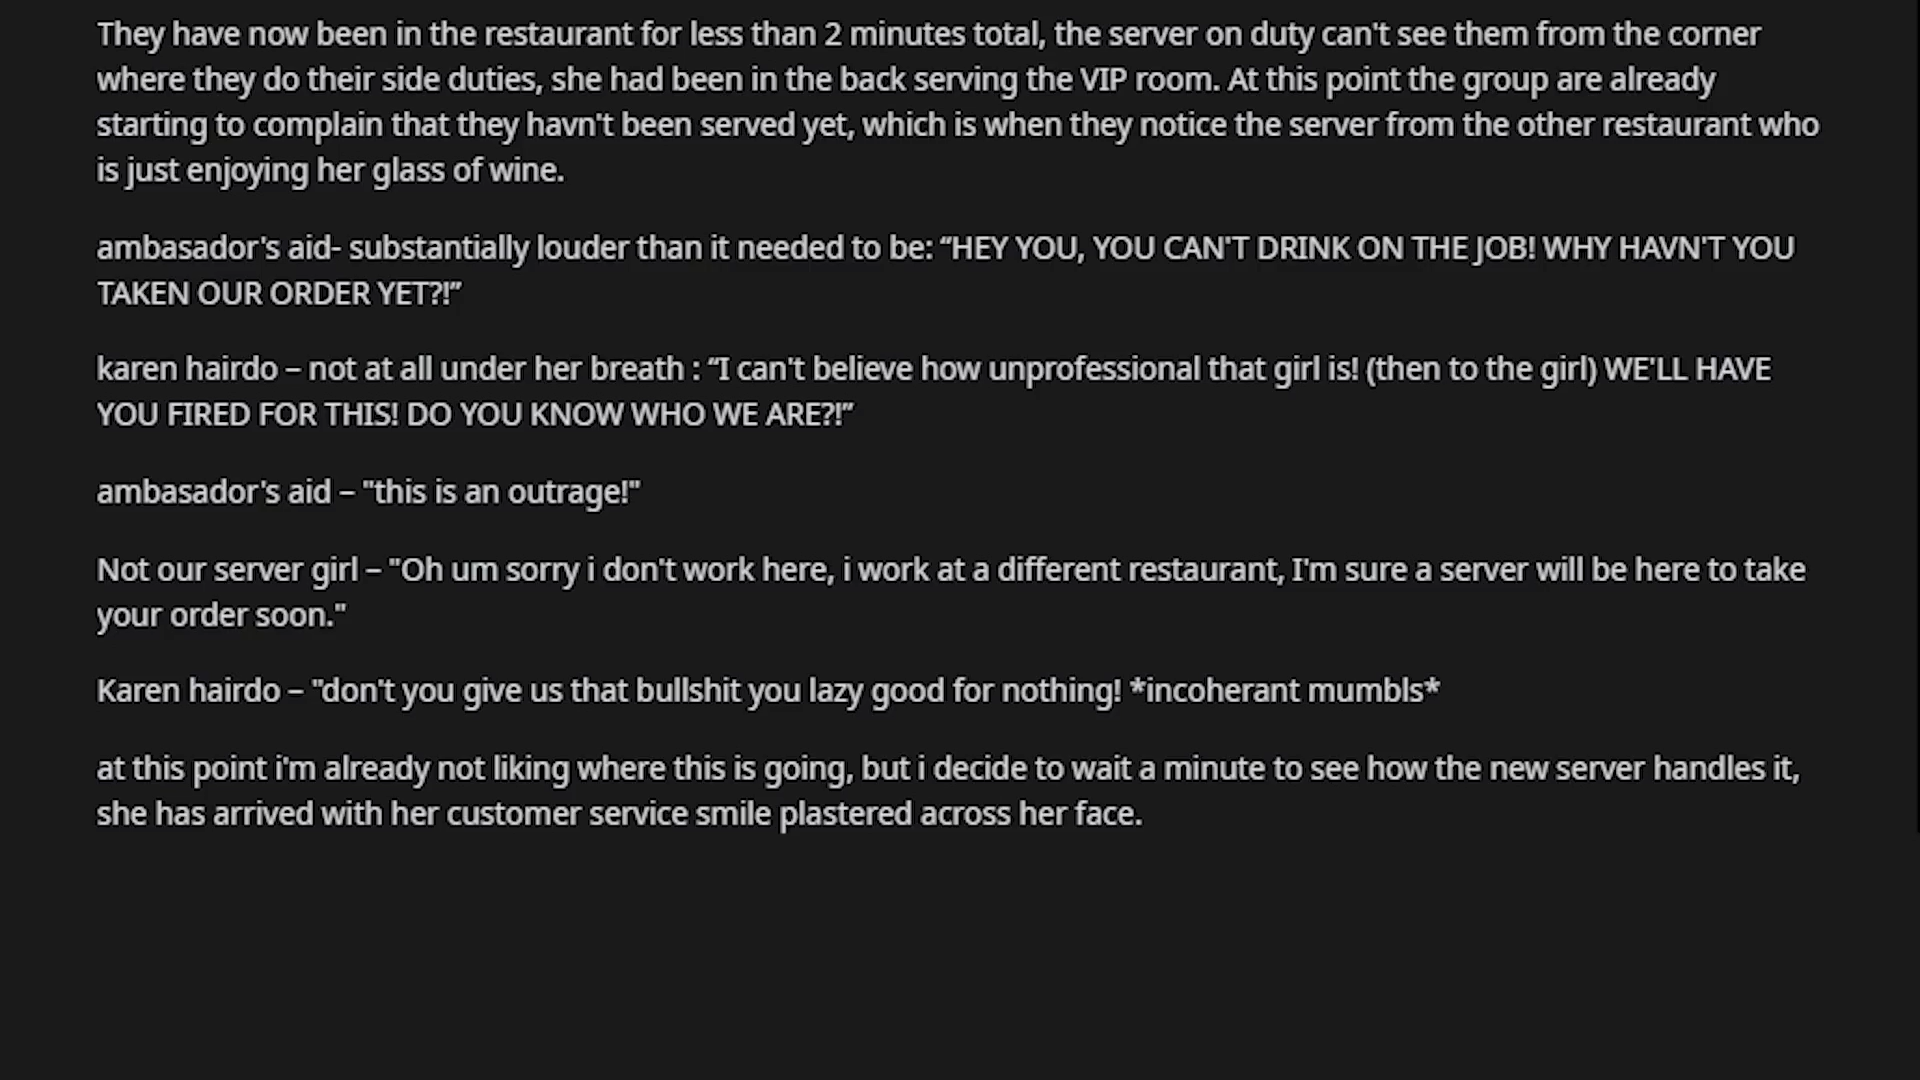 They have now been in the restaurant for less than 2 minutes total, the server on duty can't see them from the corner
where they do their side duties, she had been in the back serving the VIP room. At this point the group are already
starting to complain that they havn't been served yet, which is when they notice the server from the other restaurant who
is just enjoying her glass of wine.
ambasador's aid- substantially louder than it needed to be: “HEY YOU, YOU CAN'T DRINK ON THE JOB! WHY HAVN'T YOU
TAKEN OUR ORDER YET?!”
karen hairdo – not at all under her breath : “I can't believe how unprofessional that girl is! (then to the girl) WE'LL HAVE
YOU FIRED FOR THIS! DO YOU KNOW WHO WE ARE?!”
ambasador's aid – "this is an outrage!"
Not our server girl – "Oh um sorry i don't work here, i work at a different restaurant, I'm sure a server will be here to take
your order soon."
Karen hairdo – "don't you give us that bullshit you lazy good for nothing! *incoherant mumbls*
at this point i'm already not liking where this is going, but i decide to wait a minute to see how the new server handles it,
she has arrived with her customer service smile plastered across her face.